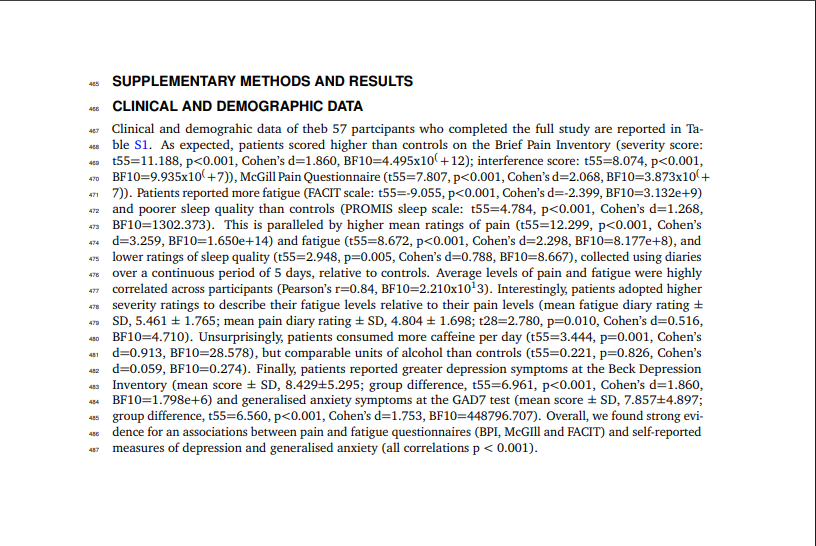 465 SUPPLEMENTARY METHODS AND RESULTS
466 CLINICAL AND DEMOGRAPHIC DATA
467 Clinical and demograhic data of theb 57 partcipants who completed the full study are reported in Ta-
468 ble S1. As expected, patients scored higher than controls on the Brief Pain Inventory (severity score:
469 t55=11.188, p<0.001, Cohen's d=1.860, BF10=4.495x10⁽+12); interference score: t55=8.074, p<0.001,
470 BF10=9.935x10⁽+7)), McGill Pain Questionnaire (t55=7.807, p<0.001, Cohen's d=2.068, BF10=3.873x10⁽+
471 7)). Patients reported more fatigue (FACIT scale: t55=-9.055, p<0.001, Cohen's d=-2.399, BF10=3.132e+9)
472 and poorer sleep quality than controls (PROMIS sleep scale: t55=4.784, p<0.001, Cohen's d=1.268,
473 BF10=1302.373). This is paralleled by higher mean ratings of pain (t55=12.299, p<0.001, Cohen's
474 d=3.259, BF10=1.650e+14) and fatigue (t55=8.672, p<0.001, Cohen's d=2.298, BF10=8.177e+8), and
475 lower ratings of sleep quality (t55=2.948, p=0.005, Cohen's d=0.788, BF10=8.667), collected using diaries
476 over a continuous period of 5 days, relative to controls. Average levels of pain and fatigue were highly
477 correlated across participants (Pearson's r=0.84, BF10=2.210x10¹3). Interestingly, patients adopted higher
478 severity ratings to describe their fatigue levels relative to their pain levels (mean fatigue diary rating ±
479 SD, 5.461 ± 1.765; mean pain diary rating ± SD, 4.804 ± 1.698; t28=2.780, p=0.010, Cohen's d=0.516,
480 BF10=4.710). Unsurprisingly, patients consumed more caffeine per day (t55=3.444, p=0.001, Cohen's
481 d=0.913, BF10=28.578), but comparable units of alcohol than controls (t55=0.221, p=0.826, Cohen's
482 d=0.059, BF10=0.274). Finally, patients reported greater depression symptoms at the Beck Depression
483 Inventory (mean score ± SD, 8.429±5.295; group difference, t55=6.961, p<0.001, Cohen's d=1.860,
484 BF10=1.798e+6) and generalised anxiety symptoms at the GAD7 test (mean score ± SD, 7.857±4.897;
485 group difference, t55=6.560, p<0.001, Cohen's d=1.753, BF10=448796.707). Overall, we found strong evi-
486 dence for an associations between pain and fatigue questionnaires (BPI, McGIll and FACIT) and self-reported
487 measures of depression and generalised anxiety (all correlations p < 0.001).